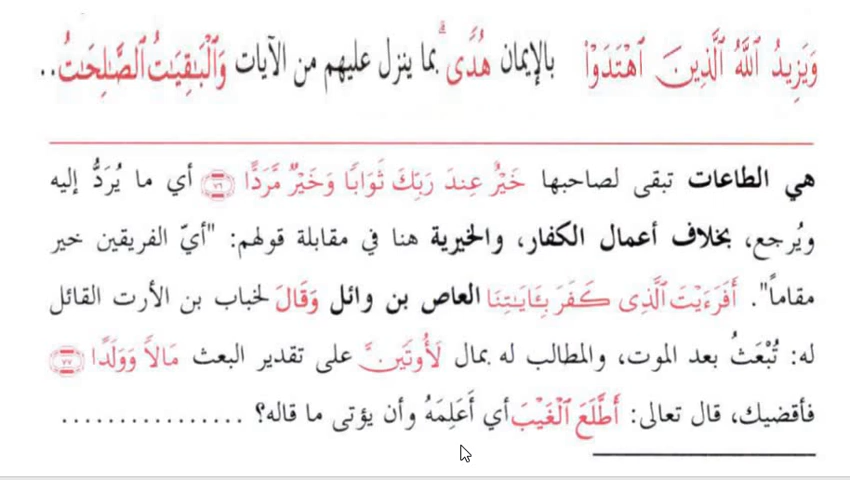 وَيَزِيدُ ٱللَّهُ ٱلَّذِينَ ٱهْتَدَوْا۟ بالإيمان هُدًۭى ۗ بما ينزل عليهم من الآيات وَٱلْبَـٰقِيَـٰتُ ٱلصَّـٰلِحَـٰتُ..
هي الطاعات تبقى لصاحبها خَيْرٌ عِندَ رَبِّكَ ثَوَابًا وَخَيْرٌ مَّرَدًّا ﴿٧٦﴾ أي ما يُرَدُّ إليه
ويُرجع، بخلاف أعمال الكفار، والخيرية هنا في مقابلة قولهم: "أيّ الفريقين خير
مقاماً". أَفَرَءَيْتَ ٱلَّذِى كَفَرَ بِـَٔايَـٰتِنَا العاص بن وائل وَقَالَ لخباب بن الأرت القائل
له: تُبْعَثُ بعد الموت، والمطالب له بمال لَأُوتَيَنَّ على تقدير البعث مَالًا وَوَلَدًا ﴿٧٧﴾
فأقضيك، قال تعالى: أَطَّلَعَ ٱلْغَيْبَ أي أَعَلِمَهُ وأن يؤتى ما قاله؟ ................